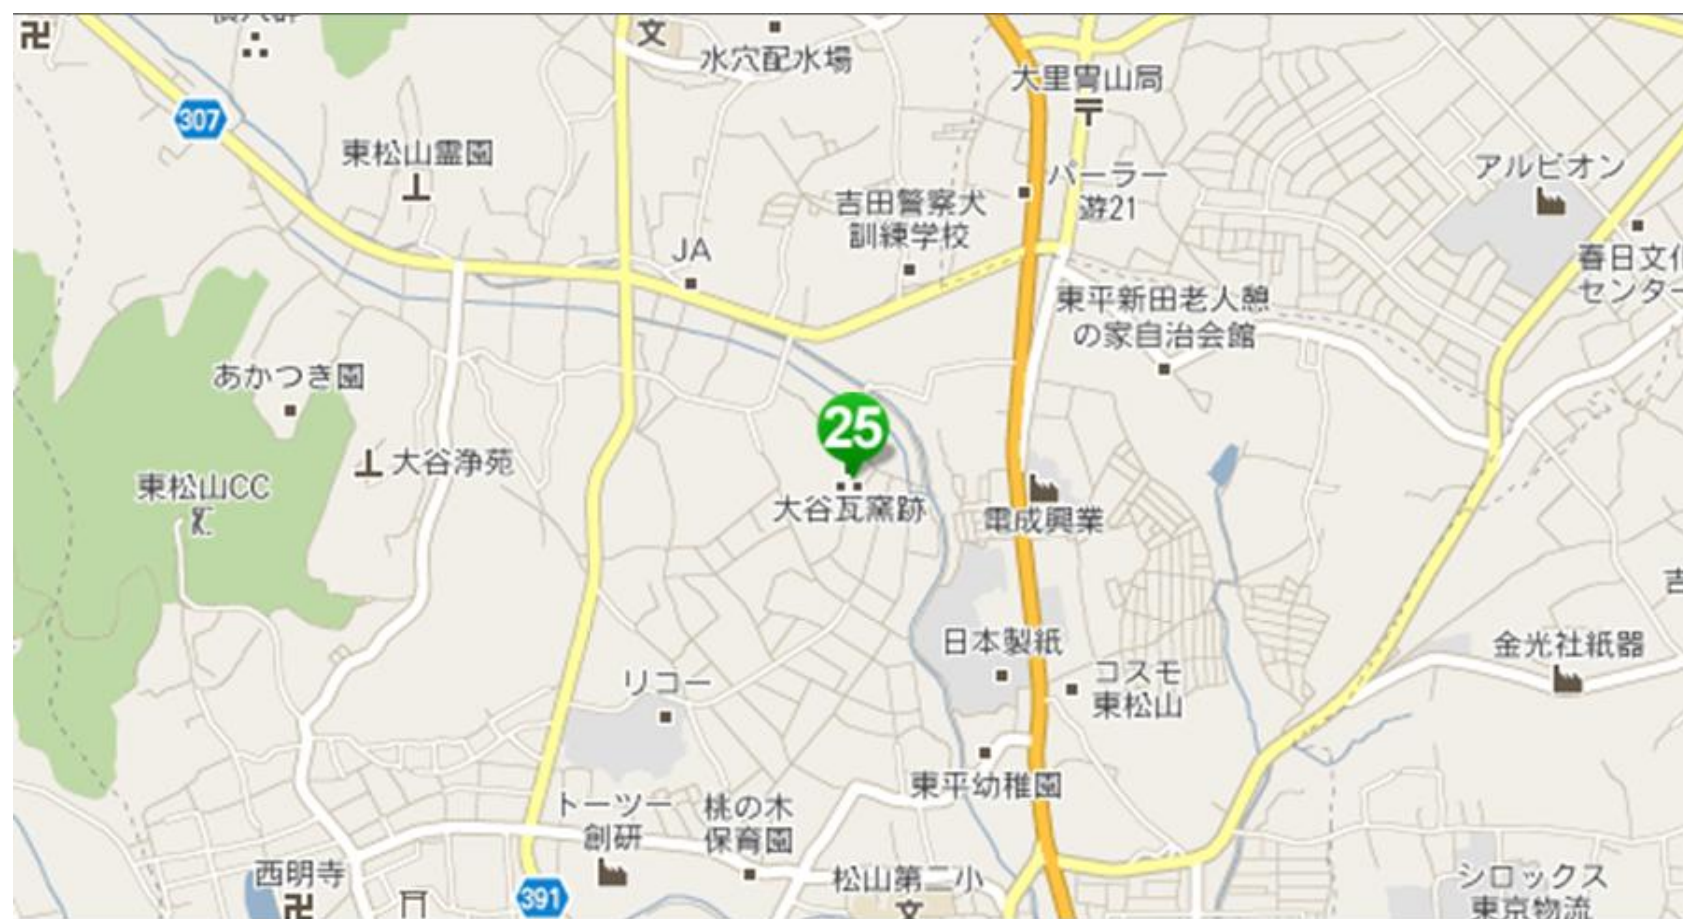 水穴配水場
大里冑山局
307
東松山霊園
アルビオン
パーラー
遊21
吉田警察犬
訓練学校
JA
春日文化
センター
東平新田老人憩
の家自治会館
あかつき園
25
大谷浄苑
東松山CC
大谷瓦窯跡
電成興業
吉
日本製紙
金光社紙器
コスモ
東松山
リコー
東平幼稚園
トーツー
創研
桃の木
保育園
西明寺
松山第二小
シロックス
東京物流
391
文
文